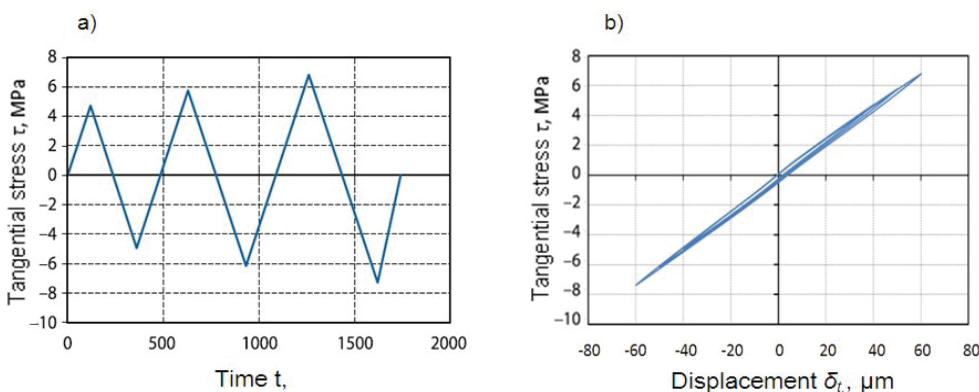 a)
Tangential stress τ, MPa
8
6
4
2
0
−2
−4
−6
−8
−10
0 500 1000 1500 2000
Time t,
b)
Tangential stress τ, MPa
8
6
4
2
0
−2
−4
−6
−8
−10
-80 -60 -40 -20 0 20 40 60 80
Displacement δt,, µm